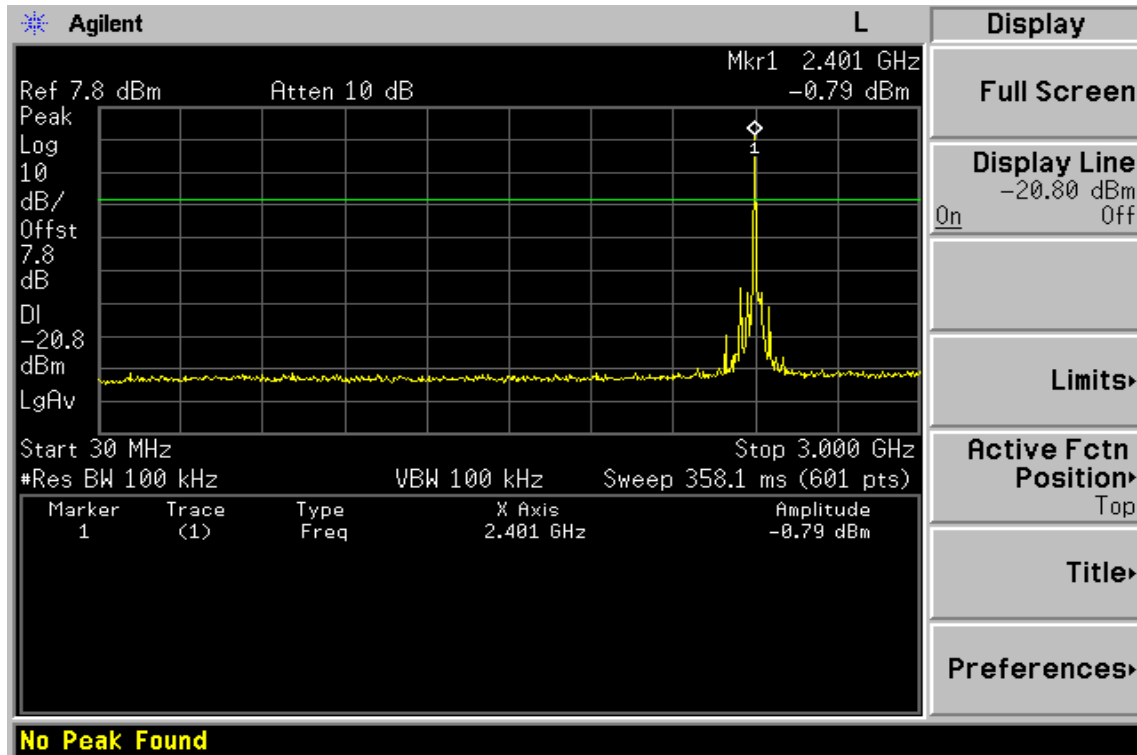 Agilent L
Mkr1 2.401 GHz
Ref 7.8 dBm Atten 10 dB -0.79 dBm
Peak
Log
10
dB/
Offst
7.8
dB
DI
-20.8
dBm
LgAv
1
Start 30 MHz Stop 3.000 GHz
#Res BW 100 kHz VBW 100 kHz Sweep 358.1 ms (601 pts)
Marker Trace Type X Axis Amplitude
1 (1) Freq 2.401 GHz -0.79 dBm
No Peak Found
Display
Full Screen
Display Line
-20.80 dBm
On Off
Limits
Active Fctn
Position
Top
Title
Preferences